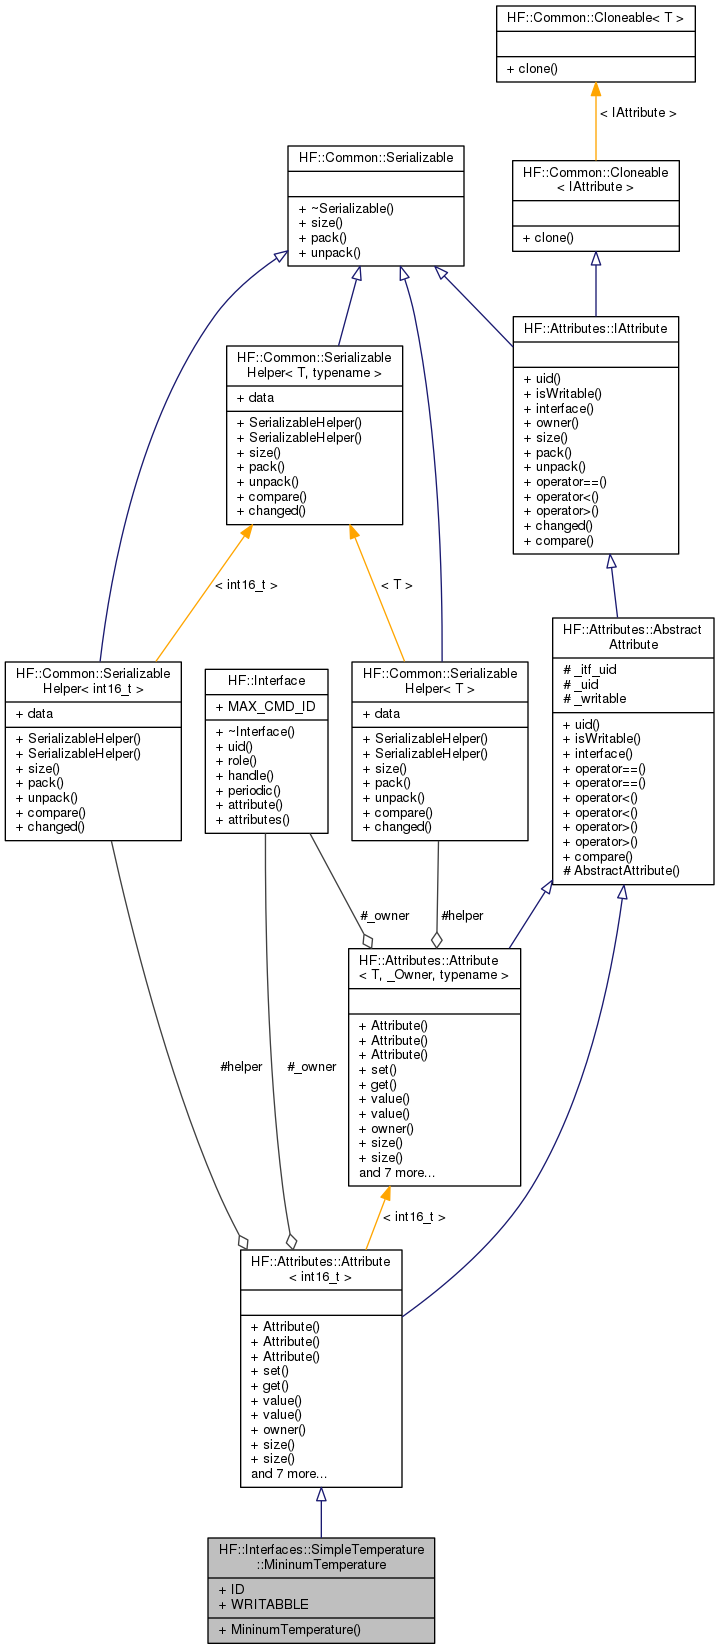 HF::Common::Cloneable< T >
+ clone()
< IAttribute >
HF::Common::Serializable
+ ~Serializable()
+ size()
+ pack()
+ unpack()
HF::Common::Cloneable
< IAttribute >
+ clone()
HF::Common::Serializable
Helper< T, typename >
+ data
+ SerializableHelper()
+ SerializableHelper()
+ size()
+ pack()
+ unpack()
+ compare()
+ changed()
HF::Attributes::IAttribute
+ uid()
+ isWritable()
+ interface()
+ owner()
+ size()
+ pack()
+ unpack()
+ operator==()
+ operator<()
+ operator>()
+ changed()
+ compare()
< int16_t >
< T >
HF::Attributes::Abstract
Attribute
# _itf_uid
# _uid
# _writable
+ uid()
+ isWritable()
+ interface()
+ operator==()
+ operator==()
+ operator<()
+ operator<()
+ operator>()
+ operator>()
+ compare()
# AbstractAttribute()
HF::Common::Serializable
Helper< int16_t >
+ data
+ SerializableHelper()
+ SerializableHelper()
+ size()
+ pack()
+ unpack()
+ compare()
+ changed()
HF::Interface
+ MAX_CMD_ID
+ ~Interface()
+ uid()
+ role()
+ handle()
+ periodic()
+ attribute()
+ attributes()
HF::Common::Serializable
Helper< T >
+ data
+ SerializableHelper()
+ SerializableHelper()
+ size()
+ pack()
+ unpack()
+ compare()
+ changed()
#_owner
#helper
HF::Attributes::Attribute
< T, _Owner, typename >
+ Attribute()
+ Attribute()
+ Attribute()
+ set()
+ get()
+ value()
+ value()
+ owner()
+ size()
+ size()
and 7 more...
#helper
#_owner
< int16_t >
HF::Attributes::Attribute
< int16_t >
+ Attribute()
+ Attribute()
+ Attribute()
+ set()
+ get()
+ value()
+ value()
+ owner()
+ size()
+ size()
and 7 more...
HF::Interfaces::SimpleTemperature
::MininumTemperature
+ ID
+ WRITABBLE
+ MininumTemperature()